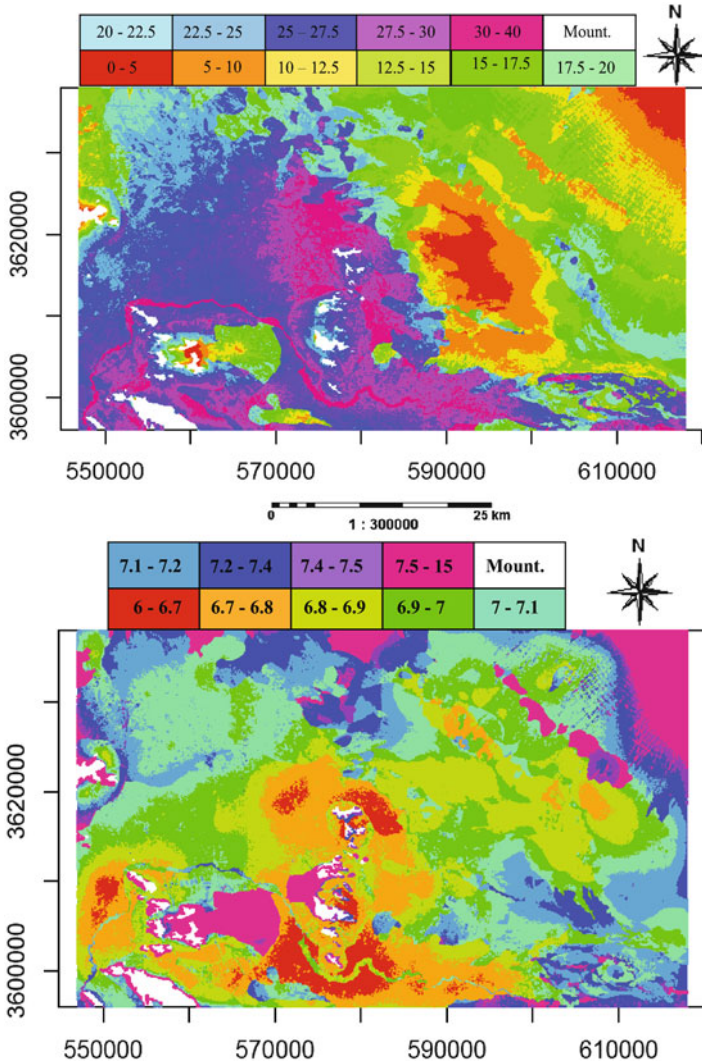 N
20 - 22.5 22.5 - 25 25 – 27.5 27.5 - 30 30 - 40 Mount.
0 - 5 5 - 10 10 – 12.5 12.5 - 15 15 - 17.5 17.5 - 20
3620000
3600000
550000 570000 590000 610000
0 25 km
1 : 300000
N
7.1 - 7.2 7.2 - 7.4 7.4 - 7.5 7.5 - 15 Mount.
6 - 6.7 6.7 - 6.8 6.8 - 6.9 6.9 - 7 7 - 7.1
3620000
3600000
550000 570000 590000 610000